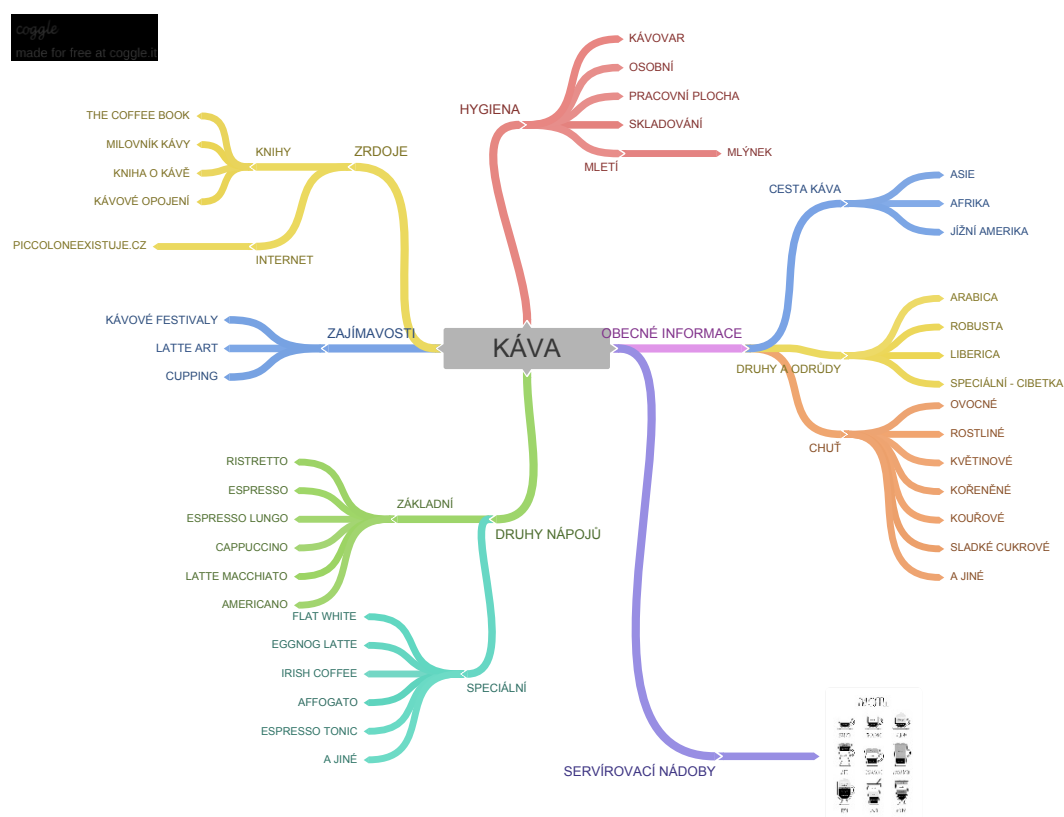 coggle
made for free at coggle.it
KÁVA
HYGIENA
KÁVOVAR
OSOBNÍ
PRACOVNÍ PLOCHA
SKLADOVÁNÍ
MLETÍ
MLÝNEK
OBECNÉ INFORMACE
CESTA KÁVA
ASIE
AFRIKA
JÍŽNÍ AMERIKA
DRUHY A ODRŮDY
ARABICA
ROBUSTA
LIBERICA
SPECIÁLNÍ - CIBETKA
CHUŤ
OVOCNÉ
ROSTLINÉ
KVĚTINOVÉ
KOŘENĚNÉ
KOUŘOVÉ
SLADKÉ CUKROVÉ
A JINÉ
SERVÍROVACÍ NÁDOBY
DRUHY NÁPOJŮ
ZÁKLADNÍ
RISTRETTO
ESPRESSO
ESPRESSO LUNGO
CAPPUCCINO
LATTE MACCHIATO
AMERICANO
SPECIÁLNÍ
FLAT WHITE
EGGNOG LATTE
IRISH COFFEE
AFFOGATO
ESPRESSO TONIC
A JINÉ
ZAJÍMAVOSTI
KÁVOVÉ FESTIVALY
LATTE ART
CUPPING
ZRDOJE
KNIHY
THE COFFEE BOOK
MILOVNÍK KÁVY
KNIHA O KÁVĚ
KÁVOVÉ OPOJENÍ
INTERNET
PICCOLONEEXISTUJE.CZ